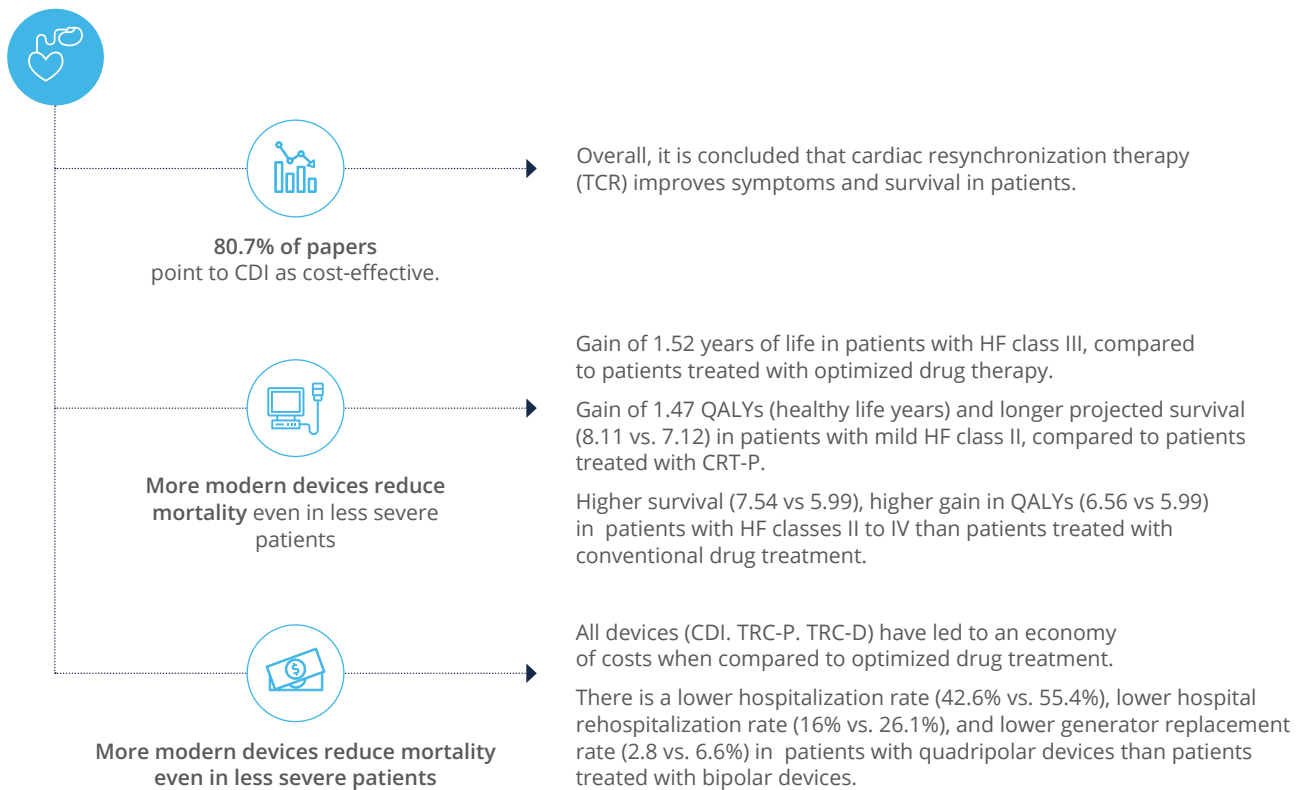 80.7% of papers
point to CDI as cost-effective.
Overall, it is concluded that cardiac resynchronization therapy
(TCR) improves symptoms and survival in patients.
More modern devices reduce
mortality even in less severe
patients
Gain of 1.52 years of life in patients with HF class III, compared
to patients treated with optimized drug therapy.
Gain of 1.47 QALYs (healthy life years) and longer projected survival
(8.11 vs. 7.12) in patients with mild HF class II, compared to patients
treated with CRT-P.
Higher survival (7.54 vs 5.99), higher gain in QALYs (6.56 vs 5.99)
in patients with HF classes II to IV than patients treated with
conventional drug treatment.
$
More modern devices reduce mortality
even in less severe patients
All devices (CDI. TRC-P. TRC-D) have led to an economy
of costs when compared to optimized drug treatment.
There is a lower hospitalization rate (42.6% vs. 55.4%), lower hospital
rehospitalization rate (16% vs. 26.1%), and lower generator replacement
rate (2.8 vs. 6.6%) in patients with quadripolar devices than patients
treated with bipolar devices.